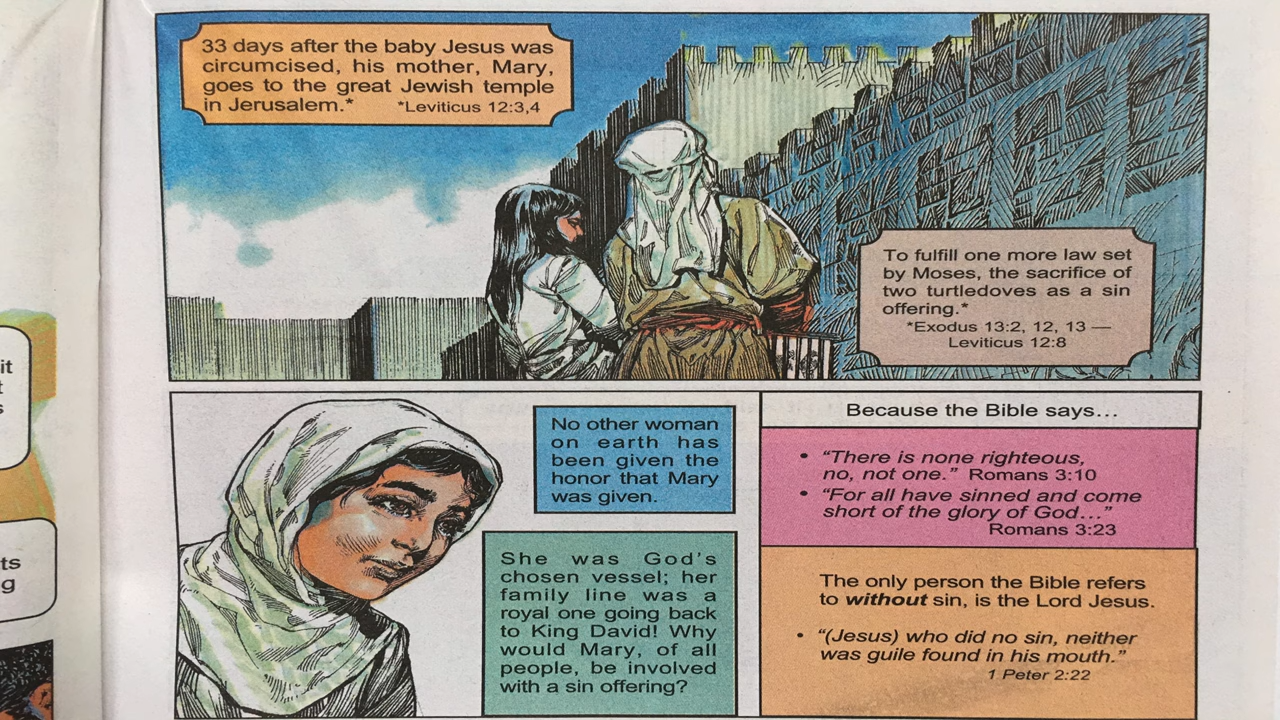 33 days after the baby Jesus was
circumcised, his mother, Mary,
goes to the great Jewish temple
in Jerusalem.* *Leviticus 12:3,4
To fulfill one more law set
by Moses, the sacrifice of
two turtledoves as a sin
offering.*
*Exodus 13:2, 12, 13 —
Leviticus 12:8
it
t
s
ts
g
No other woman
on earth has
been given the
honor that Mary
was given.
She was God's
chosen vessel; her
family line was a
royal one going back
to King David! Why
would Mary, of all
people, be involved
with a sin offering?
Because the Bible says...
• "There is none righteous,
no, not one." Romans 3:10
• "For all have sinned and come
short of the glory of God..."
Romans 3:23
The only person the Bible refers
to without sin, is the Lord Jesus.
• "(Jesus) who did no sin, neither
was guile found in his mouth."
1 Peter 2:22